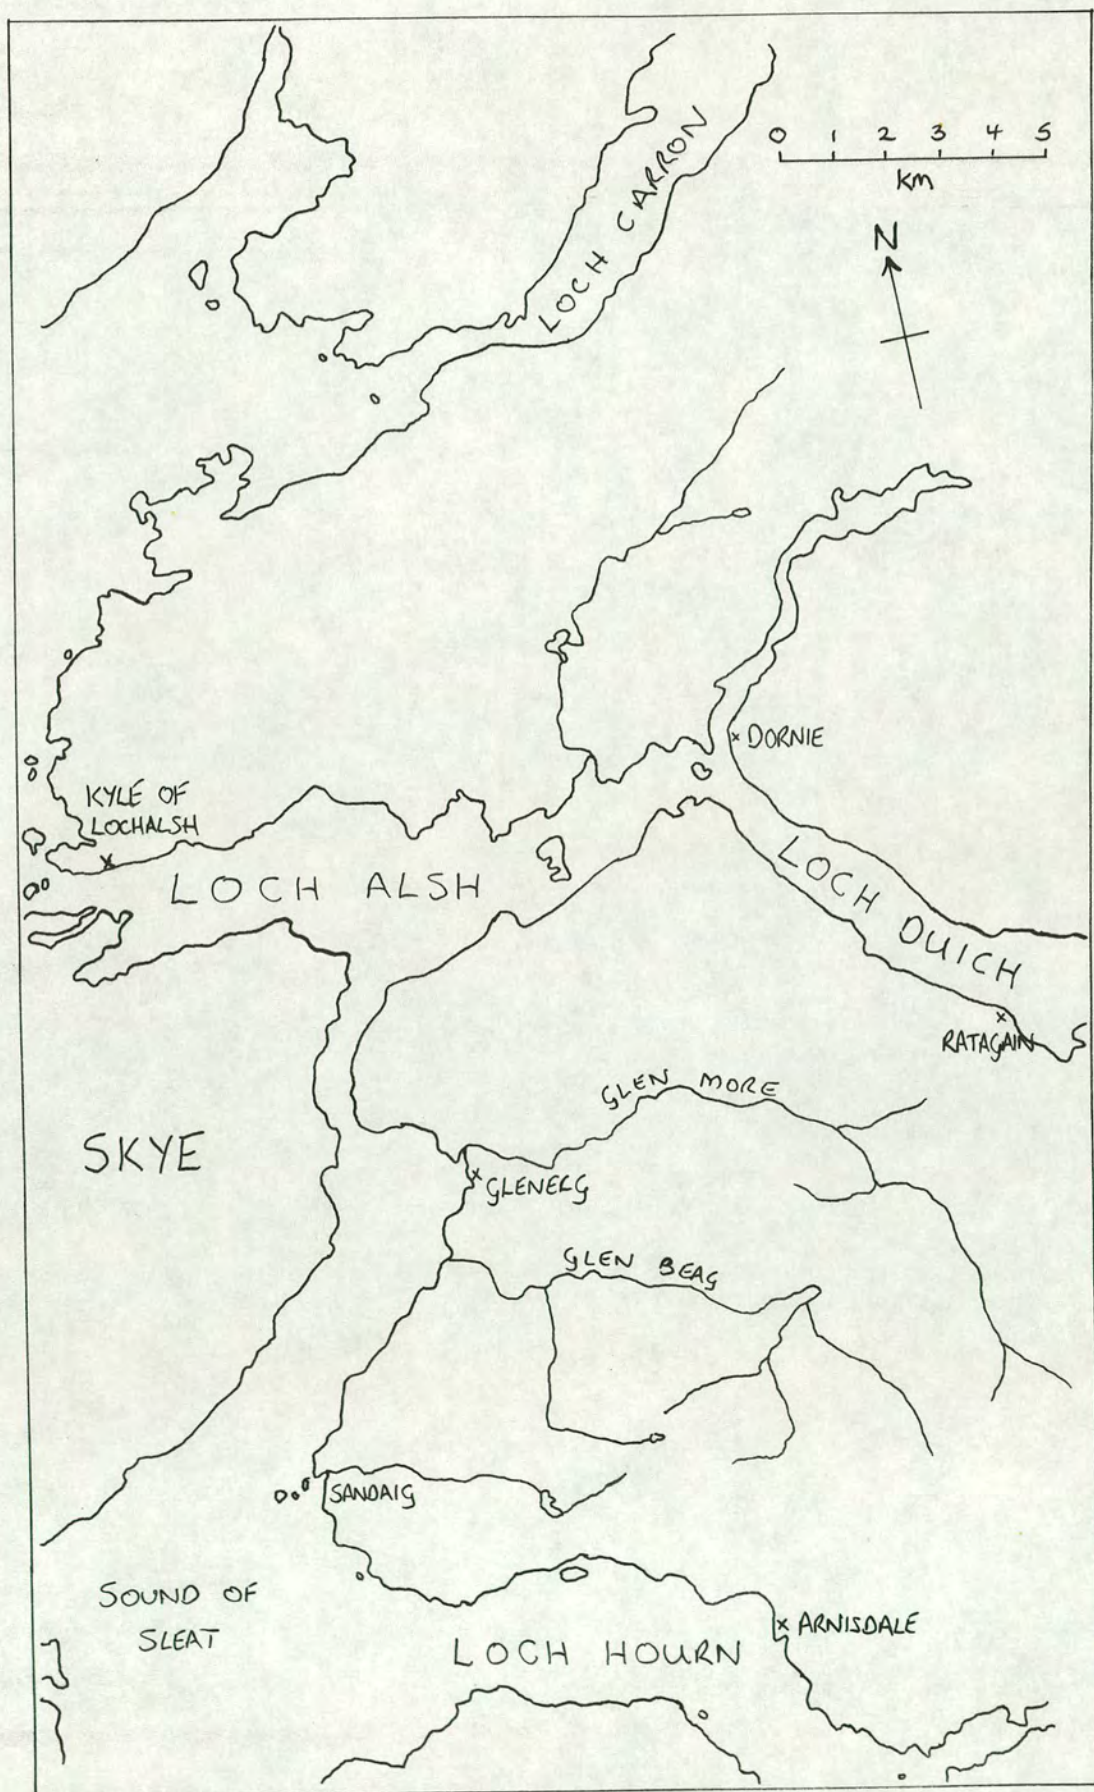 LOCH CARRON
0 1 2 3 4 5
km
N
DORNIE
KYLE OF
LOCHALSH
LOCH ALSH
LOCH DUICH
RATAGAIN
GLEN MORE
SKYE
GLENELG
GLEN BEAG
SANDAIG
SOUND OF
SLEAT
ARNISDALE
LOCH HOURN